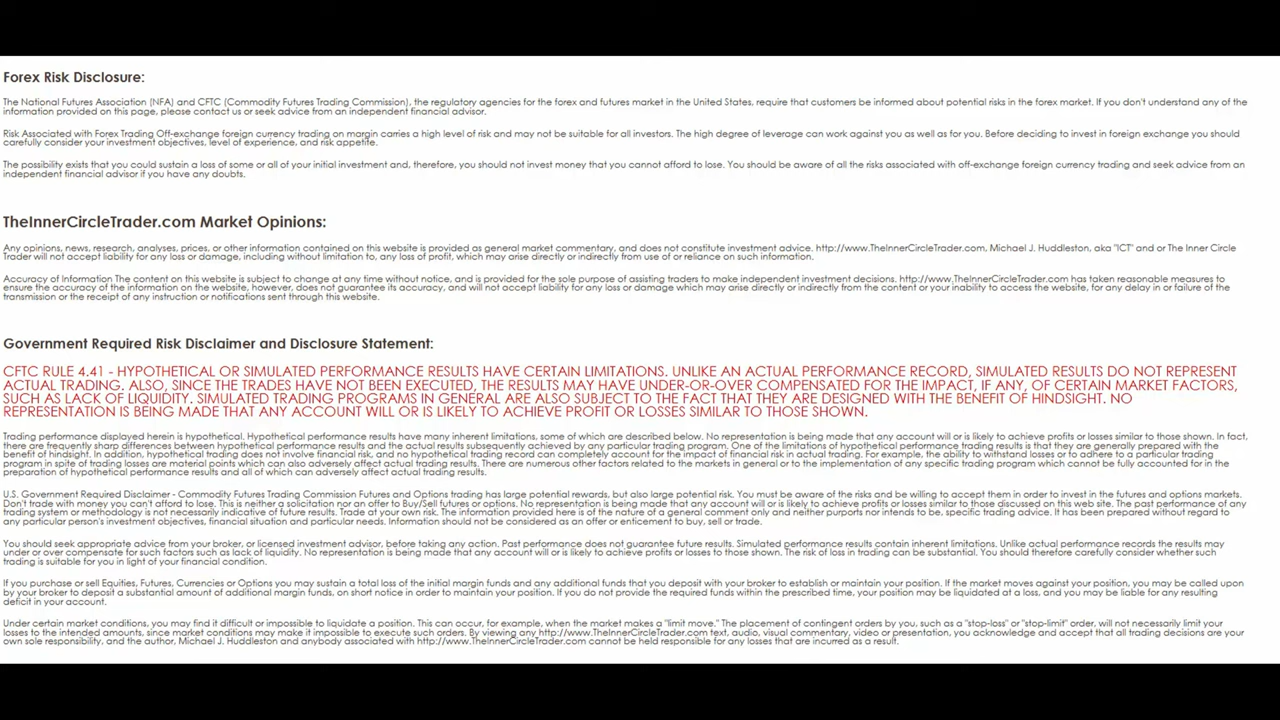 Forex Risk Disclosure:
The National Futures Association (NFA) and CFTC (Commodity Futures Trading Commission), the regulatory agencies for the forex and futures market in the United States, require that customers be informed about potential risks in the forex market. If you don't understand any of the
information provided on this page, please contact us or seek advice from an independent financial advisor.
Risk Associated with Forex Trading Off-exchange foreign currency trading on margin carries a high level of risk and may not be suitable for all investors. The high degree of leverage can work against you as well as for you. Before deciding to invest in foreign exchange you should
carefully consider your investment objectives, level of experience, and risk appetite.
The possibility exists that you could sustain a loss of some or all of your initial investment and, therefore, you should not invest money that you cannot afford to lose. You should be aware of all the risks associated with off-exchange foreign currency trading and seek advice from an
independent financial advisor if you have any doubts.
TheInnerCircleTrader.com Market Opinions:
Any opinions, news, research, analyses, prices, or other information contained on this website is provided as general market commentary, and does not constitute investment advice. http://www.TheInnerCircleTrader.com, Michael J. Huddleston, aka "ICT" and or The Inner Circle
Trader will not accept liability for any loss or damage, including without limitation to, any loss of profit, which may arise directly or indirectly from use of or reliance on such information.
Accuracy of Information The content on this website is subject to change at any time without notice, and is provided for the sole purpose of assisting traders to make independent investment decisions. http://www.TheInnerCircleTrader.com has taken reasonable measures to
ensure the accuracy of the information on the website, however, does not guarantee its accuracy, and will not accept liability for any loss or damage which may arise directly or indirectly from the content or your inability to access the website, for any delay in or failure of the
transmission or the receipt of any instruction or notifications sent through this website.
Government Required Risk Disclaimer and Disclosure Statement:
CFTC RULE 4.41 - HYPOTHETICAL OR SIMULATED PERFORMANCE RESULTS HAVE CERTAIN LIMITATIONS. UNLIKE AN ACTUAL PERFORMANCE RECORD, SIMULATED RESULTS DO NOT REPRESENT
ACTUAL TRADING. ALSO, SINCE THE TRADES HAVE NOT BEEN EXECUTED, THE RESULTS MAY HAVE UNDER-OR-OVER COMPENSATED FOR THE IMPACT, IF ANY, OF CERTAIN MARKET FACTORS,
SUCH AS LACK OF LIQUIDITY. SIMULATED TRADING PROGRAMS IN GENERAL ARE ALSO SUBJECT TO THE FACT THAT THEY ARE DESIGNED WITH THE BENEFIT OF HINDSIGHT. NO
REPRESENTATION IS BEING MADE THAT ANY ACCOUNT WILL OR IS LIKELY TO ACHIEVE PROFIT OR LOSSES SIMILAR TO THOSE SHOWN.
Trading performance displayed herein is hypothetical. Hypothetical performance results have many inherent limitations, some of which are described below. No representation is being made that any account will or is likely to achieve profits or losses similar to those shown. In fact,
there are frequently sharp differences between hypothetical performance results and the actual results subsequently achieved by any particular trading program. One of the limitations of hypothetical performance trading results is that they are generally prepared with the
benefit of hindsight. In addition, hypothetical trading does not involve financial risk, and no hypothetical trading record can completely account for the impact of financial risk in actual trading. For example, the ability to withstand losses or to adhere to a particular trading
program in spite of trading losses are material points which can also adversely affect actual trading results. There are numerous other factors related to the markets in general or to the implementation of any specific trading program which cannot be fully accounted for in the
preparation of hypothetical performance results and all of which can adversely affect actual trading results.
U.S. Government Required Disclaimer - Commodity Futures Trading Commission Futures and Options trading has large potential rewards, but also large potential risk. You must be aware of the risks and be willing to accept them in order to invest in the futures and options markets.
Don't trade with money you can't afford to lose. This is neither a solicitation nor an offer to Buy/Sell futures or options. No representation is being made that any account will or is likely to achieve profits or losses similar to those discussed on this web site. The past performance of any
trading system or methodology is not necessarily indicative of future results. Trade at your own risk. The information provided here is of the nature of a general comment only and neither purports nor intends to be, specific trading advice. It has been prepared without regard to
any particular person's investment objectives, financial situation and particular needs. Information should not be considered as an offer or enticement to buy, sell or trade.
You should seek appropriate advice from your broker, or licensed investment advisor, before taking any action. Past performance does not guarantee future results. Simulated performance results contain inherent limitations. Unlike actual performance records the results may
under or over compensate for such factors such as lack of liquidity. No representation is being made that any account will or is likely to achieve profits or losses to those shown. The risk of loss in trading can be substantial. You should therefore carefully consider whether such
trading is suitable for you in light of your financial condition.
If you purchase or sell Equities, Futures, Currencies or Options you may sustain a total loss of the initial margin funds and any additional funds that you deposit with your broker to establish or maintain your position. If the market moves against your position, you may be called upon
by your broker to deposit a substantial amount of additional margin funds, on short notice in order to maintain your position. If you do not provide the required funds within the prescribed time, your position may be liquidated at a loss, and you may be liable for any resulting
deficit in your account.
Under certain market conditions, you may find it difficult or impossible to liquidate a position. This can occur, for example, when the market makes a "limit move." The placement of contingent orders by you, such as a "stop-loss" or "stop-limit" order, will not necessarily limit your
losses to the intended amounts, since market conditions may make it impossible to execute such orders. By viewing any http://www.TheInnerCircleTrader.com text, audio, visual commentary, video or presentation, you acknowledge and accept that all trading decisions are your
own sole responsibility, and the author, Michael J. Huddleston and anybody associated with http://www.TheInnerCircleTrader.com cannot be held responsible for any losses that are incurred as a result.